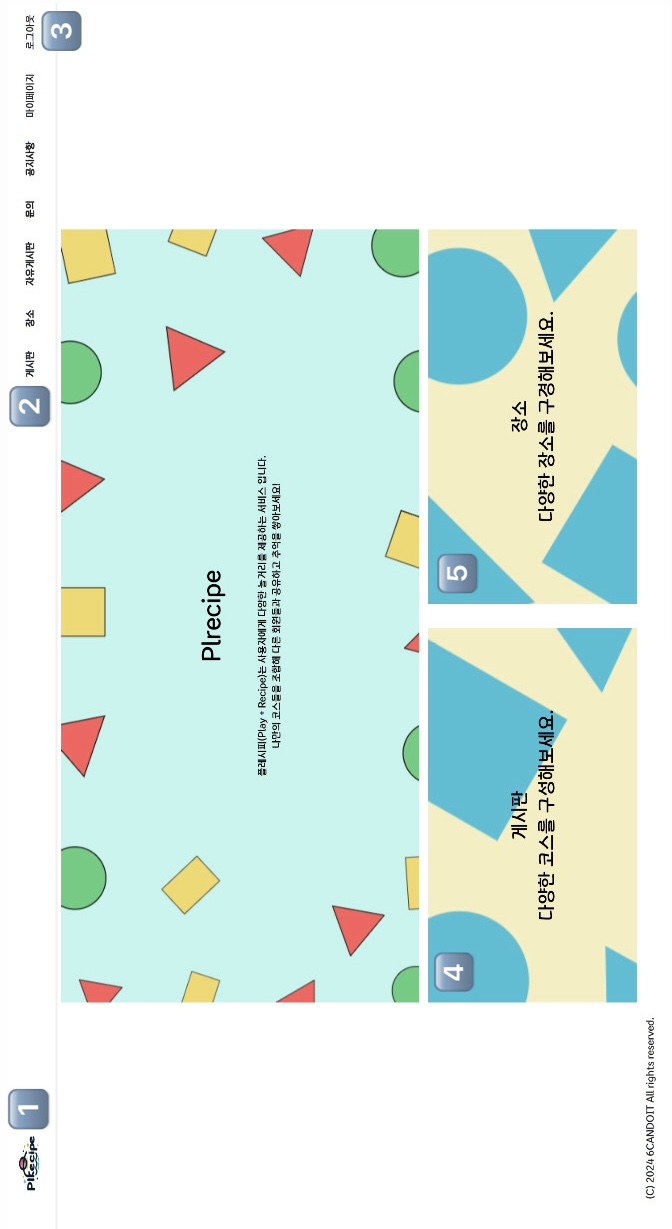 Plrecipe
1
2
게시판 장소 자유게시판 문의 공지사항 마이페이지 로그아웃
3
Plrecipe
플레시피(Play + Recipe)는 사용자에게 다양한 놀거리를 제공하는 서비스 입니다.
나만의 코스들을 조합해 다른 회원들과 공유하고 추억을 쌓아보세요!
4
게시판
다양한 코스를 구성해보세요.
5
장소
다양한 장소를 구경해보세요.
(C) 2024 6CANDOIT All rights reserved.